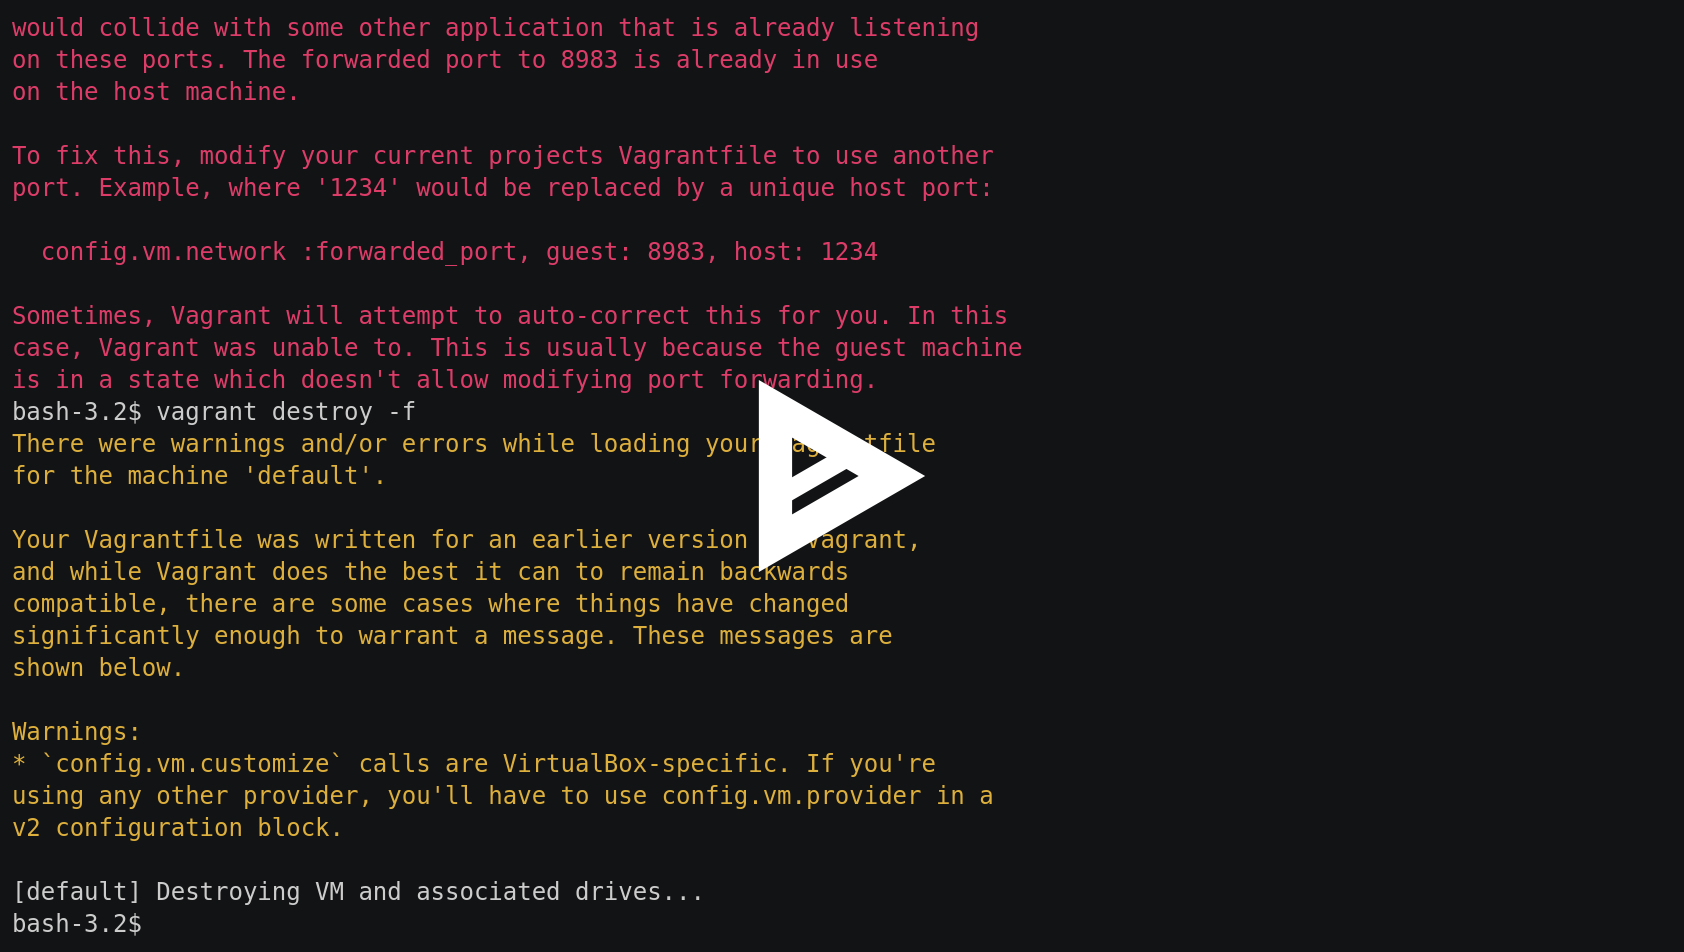 would collide with some other application that is already listening
on these ports. The forwarded port to 8983 is already in use
on the host machine.
To fix this, modify your current projects Vagrantfile to use another
port. Example, where '1234' would be replaced by a unique host port:
config.vm.network :forwarded_port, guest: 8983, host: 1234
Sometimes, Vagrant will attempt to auto-correct this for you. In this
case, Vagrant was unable to. This is usually because the guest machine
is in a state which doesn't allow modifying port forwarding.
bash-3.2$ vagrant destroy -f
There were warnings and/or errors while loading your Vagrantfile
for the machine 'default'.
Your Vagrantfile was written for an earlier version Vagrant,
and while Vagrant does the best it can to remain backwards
compatible, there are some cases where things have changed
significantly enough to warrant a message. These messages are
shown below.
Warnings:
* `config.vm.customize` calls are VirtualBox-specific. If you're
using any other provider, you'll have to use config.vm.provider in a
v2 configuration block.
[default] Destroying VM and associated drives...
bash-3.2$